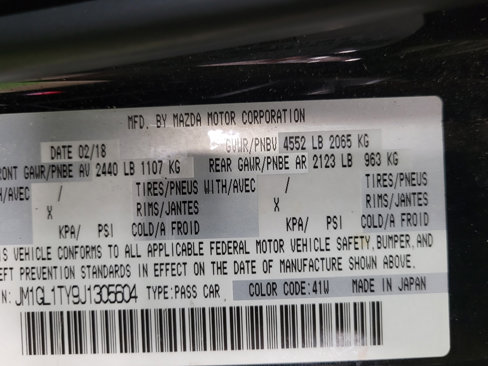 MFD. BY MAZDA MOTOR CORPORATION
DATE 02/18 GVWR/PNBV 4552 LB 2065 KG
FRONT GAWR/PNBE AV 2440 LB 1107 KG REAR GAWR/PNBE AR 2123 LB 963 KG
WITH/AVEC / TIRES/PNEUS WITH/AVEC / TIRES/PNEUS
X RIMS/JANTES X RIMS/JANTES
KPA/ PSI COLD/A FROID KPA/ PSI COLD/A FROID
IS VEHICLE CONFORMS TO ALL APPLICABLE FEDERAL MOTOR VEHICLE SAFETY,BUMPER,AND
EFT PREVENTION STANDARDS IN EFFECT ON THE DATE OF MANUFACTURE SHOWN ABOVE.
N: JM1GL1TY9J1305604 TYPE:PASS CAR, COLOR CODE:41W MADE IN JAPAN